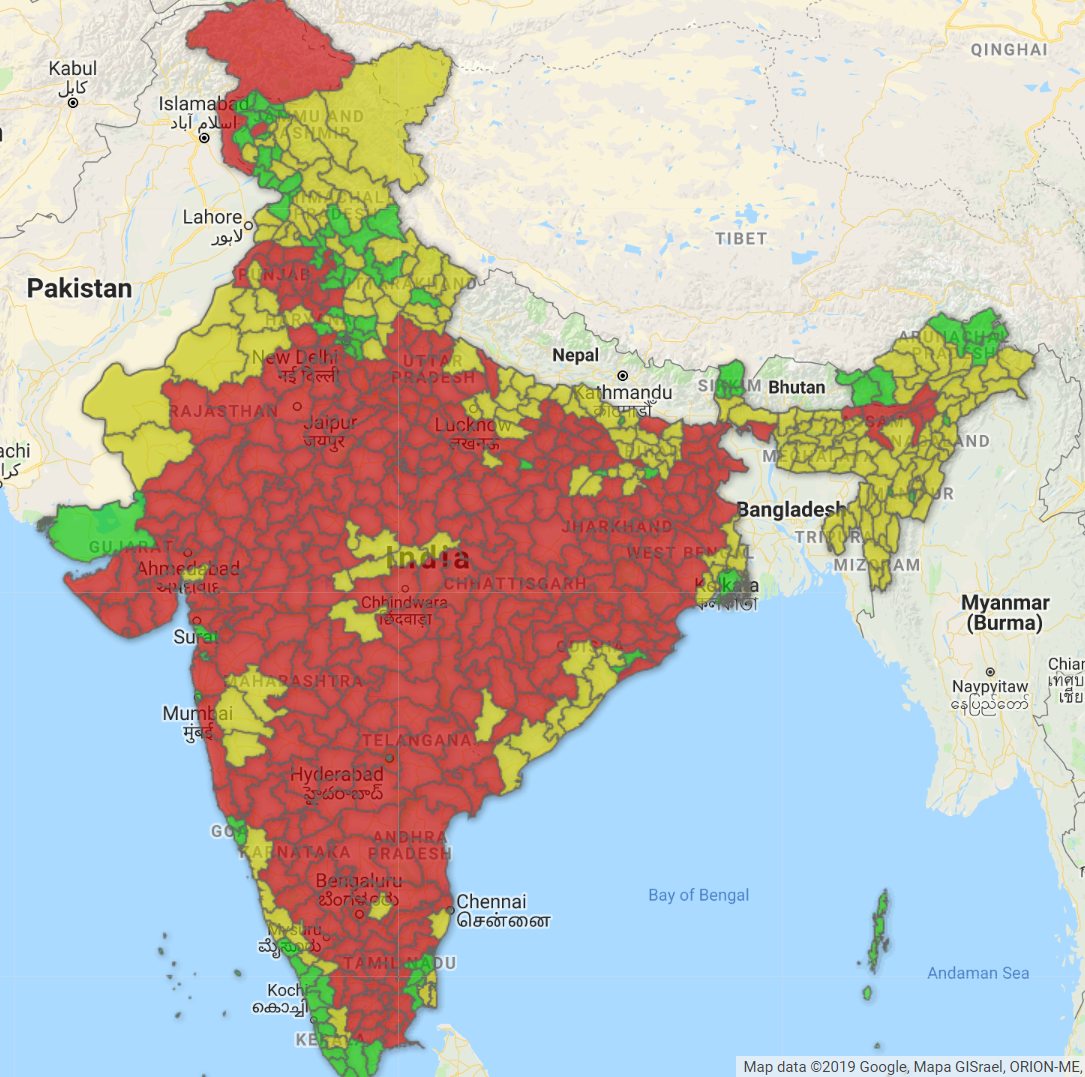 QINGHAI
Kabul
کابل
Islamabad
اسلام آباد
JAMMU AND
KASHMIR
HIMACHAL
PRADESH
Lahore
لاہور
TIBET
Pakistan
PUNJAB
UTTARAKHAND
HARYANA
New Delhi
नई दिल्ली
UTTAR
PRADESH
Nepal
Kathmandu
काठमाडौं
SIKKIM
Bhutan
ARUNACHAL
PRADESH
RAJASTHAN
Jaipur
जयपुर
Lucknow
लखनऊ
ASSAM
NAGALAND
MEGHALAYA
BIHAR
achi
کرا
MANIPUR
Bangladesh
TRIPURA
MIZORAM
JHARKHAND
WEST BENGAL
GUJARAT
Ahmedabad
અમદાવાદ
India
CHHATTISGARH
Kolkata
কলকাতা
Chhindwara
छिंदवाड़ा
Myanmar
(Burma)
Surat
ODISHA
MAHARASHTRA
Mumbai
मुंबई
Naypyitaw
နေပြည်တော်
Chian
เชีย
TELANGANA
Hyderabad
హైదరాబాద్
GOA
KARNATAKA
ANDHRA
PRADESH
Bengaluru
ಬೆಂಗಳೂರು
Chennai
சென்னை
Bay of Bengal
Mysuru
ಮೈಸೂರು
TAMIL NADU
Kochi
കൊച്ചി
Andaman Sea
KERALA
Map data ©2019 Google, Mapa GISrael, ORION-ME,